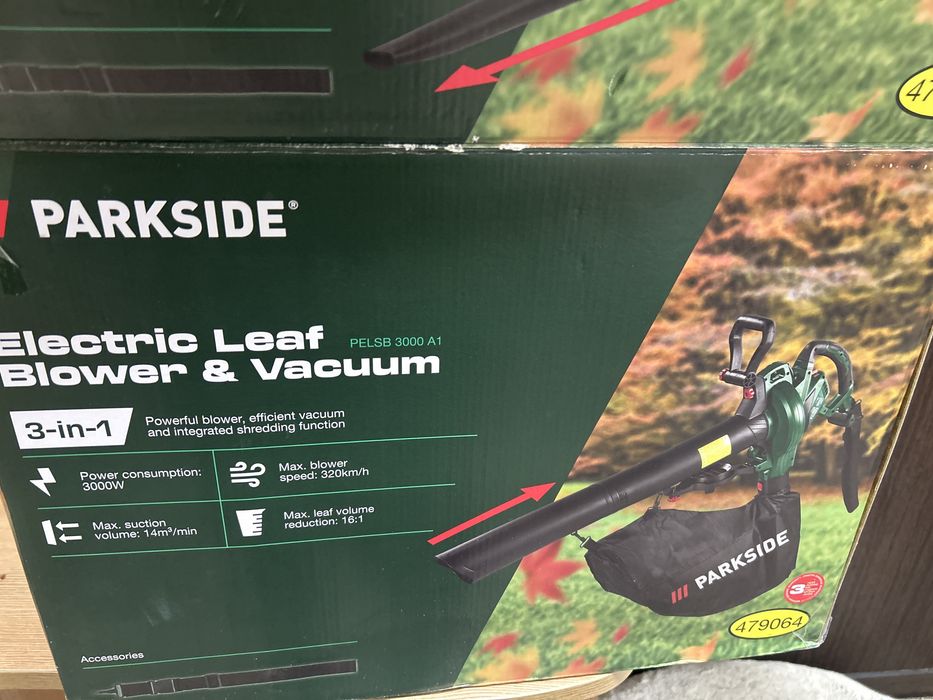 47
PARKSIDE®
Electric Leaf
PELSB 3000 A1
Blower & Vacuum
3-in-1
Powerful blower, efficient vacuum
and integrated shredding function
Power consumption:
3000W
Max. blower
speed: 320km/h
Max. suction
volume: 14m³/min
Max. leaf volume
reduction: 16:1
PARKSIDE
3
479064
Accessories